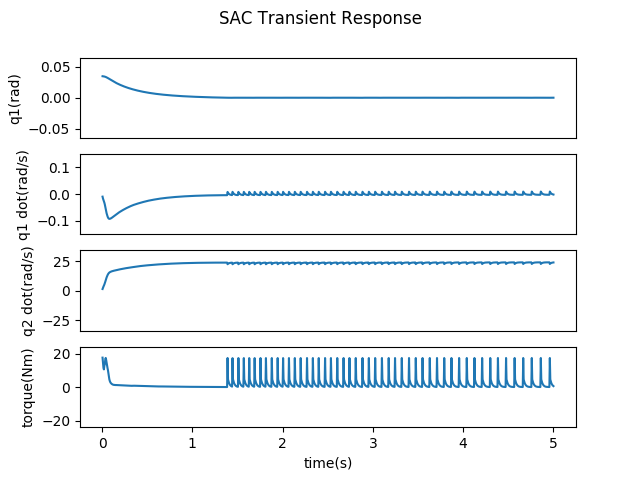 SAC Transient Response
q1(rad)
0.05
0.00
−0.05
q1 dot(rad/s)
0.1
0.0
−0.1
q2 dot(rad/s)
25
0
−25
torque(Nm)
20
0
−20
0 1 2 3 4 5
time(s)